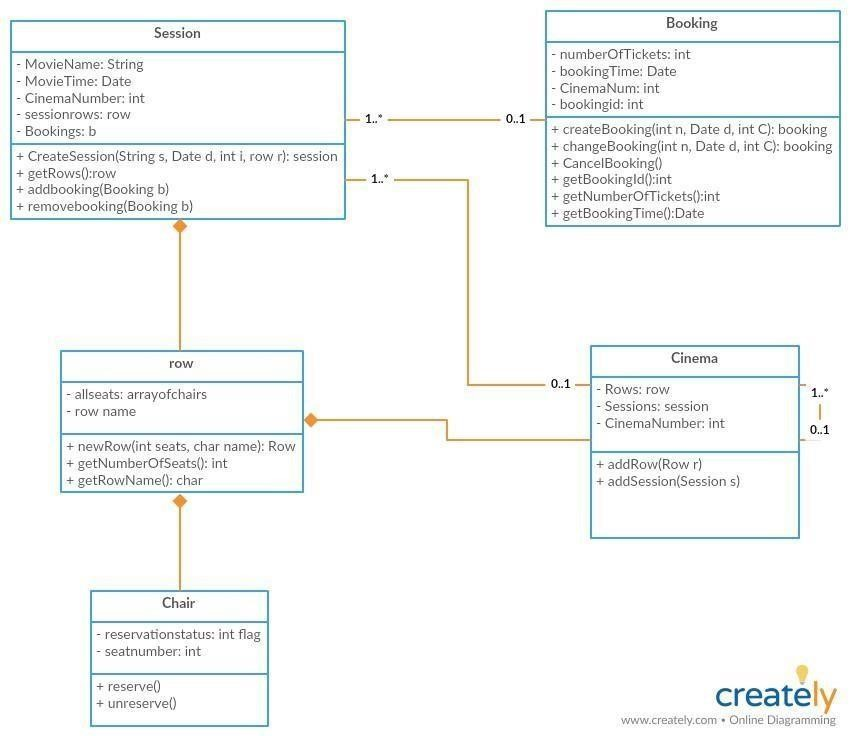 Session
- MovieName: String
- MovieTime: Date
- CinemaNumber: int
- sessionrows: row
- Bookings: b
+ CreateSession(String s, Date d, int i, row r): session
+ getRows():row
+ addbooking(Booking b)
+ removebooking(Booking b)
1..*
0..1
1..*
Booking
- numberOfTickets: int
- bookingTime: Date
- CinemaNum: int
- bookingid: int
+ createBooking(int n, Date d, int C): booking
+ changeBooking(int n, Date d, int C): booking
+ CancelBooking()
+ getBookingId():int
+ getNumberOfTickets():int
+ getBookingTime():Date
row
- allseats: arrayofchairs
- row name
+ newRow(int seats, char name): Row
+ getNumberOfSeats(): int
+ getRowName(): char
0..1
Cinema
- Rows: row
- Sessions: session
- CinemaNumber: int
+ addRow(Row r)
+ addSession(Session s)
1..*
0..1
Chair
- reservationstatus: int flag
- seatnumber: int
+ reserve()
+ unreserve()
creately
www.creately.com • Online Diagramming